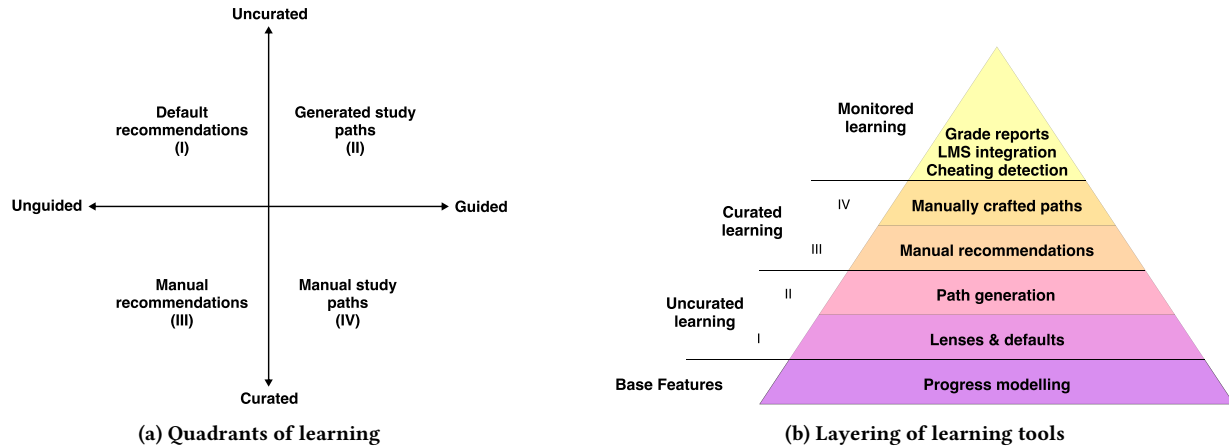 Uncurated
Default
recommendations
(I)
Generated study
paths
(II)
Unguided
Guided
Manual
recommendations
(III)
Manual study
paths
(IV)
Curated
(a) Quadrants of learning
Monitored
learning
Grade reports
LMS integration
Cheating detection
Curated
learning
IV
Manually crafted paths
III
Manual recommendations
Uncurated
learning
II
Path generation
I
Lenses & defaults
Base Features
Progress modelling
(b) Layering of learning tools